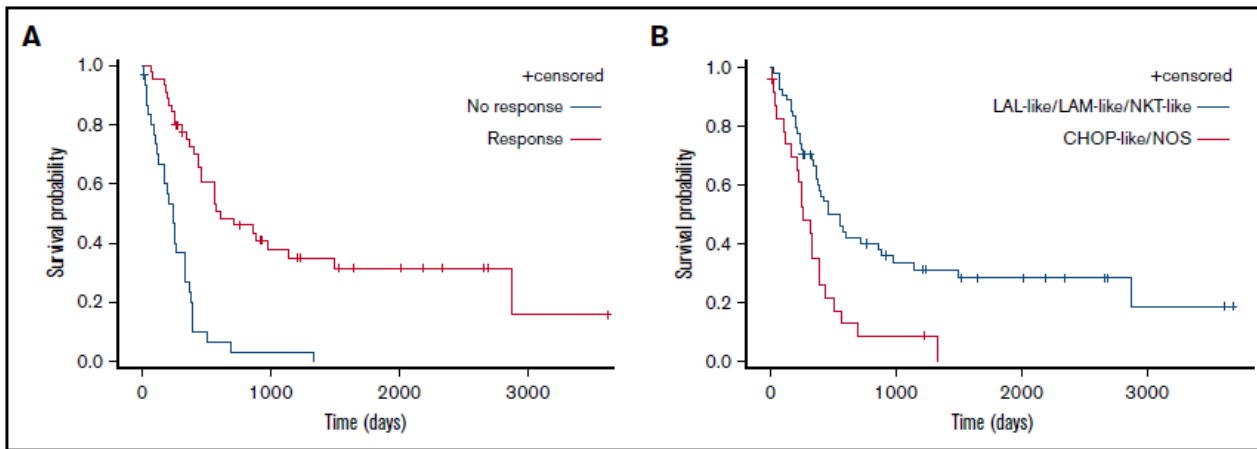 A
1.0
0.8
0.6
0.4
0.2
0.0
Survival probability
+censored
No response
Response
0
1000
2000
3000
Time (days)
B
1.0
0.8
0.6
0.4
0.2
0.0
Survival probability
+censored
LAL-like/LAM-like/NKT-like
CHOP-like/NOS
0
1000
2000
3000
Time (days)